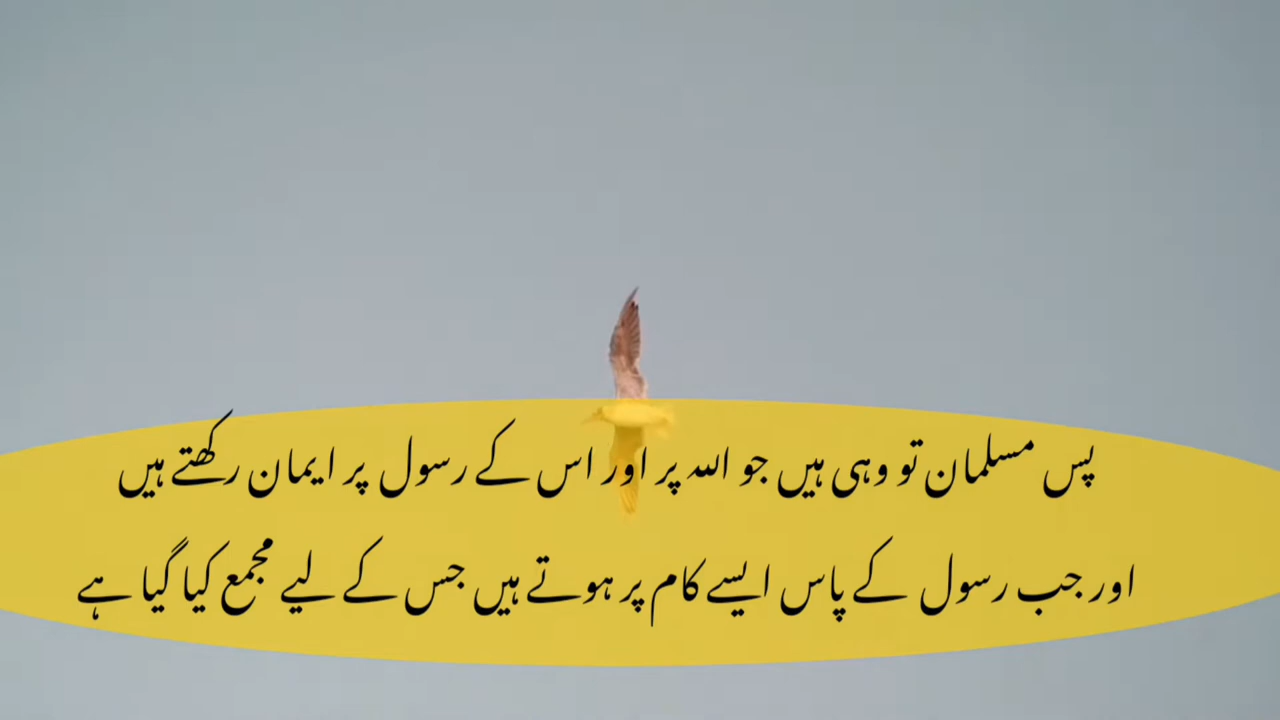 پس مسلمان تو وہی ہیں جو اللہ پر اور اس کے رسول پر ایمان رکھتے ہیں
اور جب رسول کے پاس ایسے کام پر ہوتے ہیں جس کے لیے مجمع کیا گیا ہے